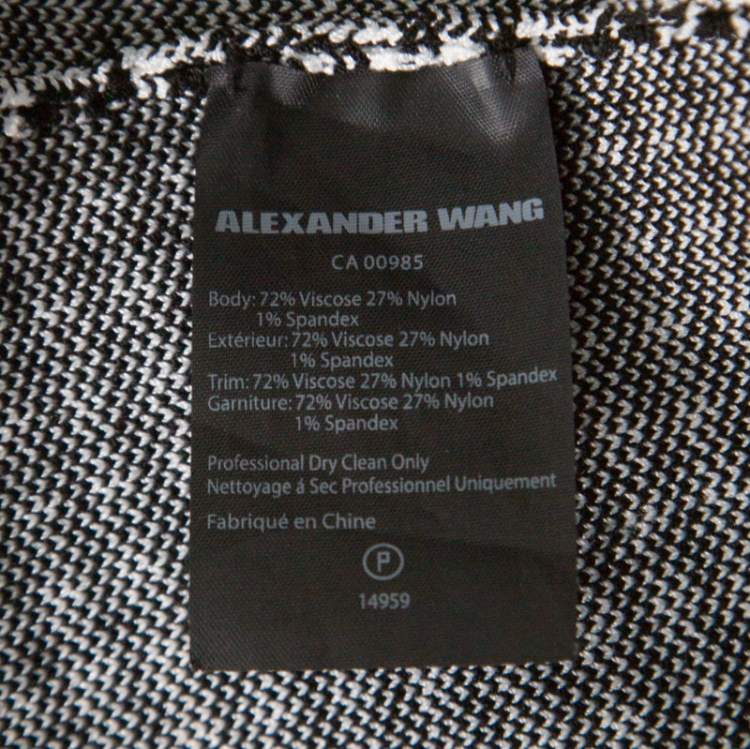 ALEXANDER WANG
CA 00985
Body: 72% Viscose 27% Nylon
1% Spandex
Extérieur: 72% Viscose 27% Nylon
1% Spandex
Trim: 72% Viscose 27% Nylon 1% Spandex
Garniture: 72% Viscose 27% Nylon
1% Spandex
Professional Dry Clean Only
Nettoyage á Sec Professionnel Uniquement
Fabriqué en Chine
P
14959